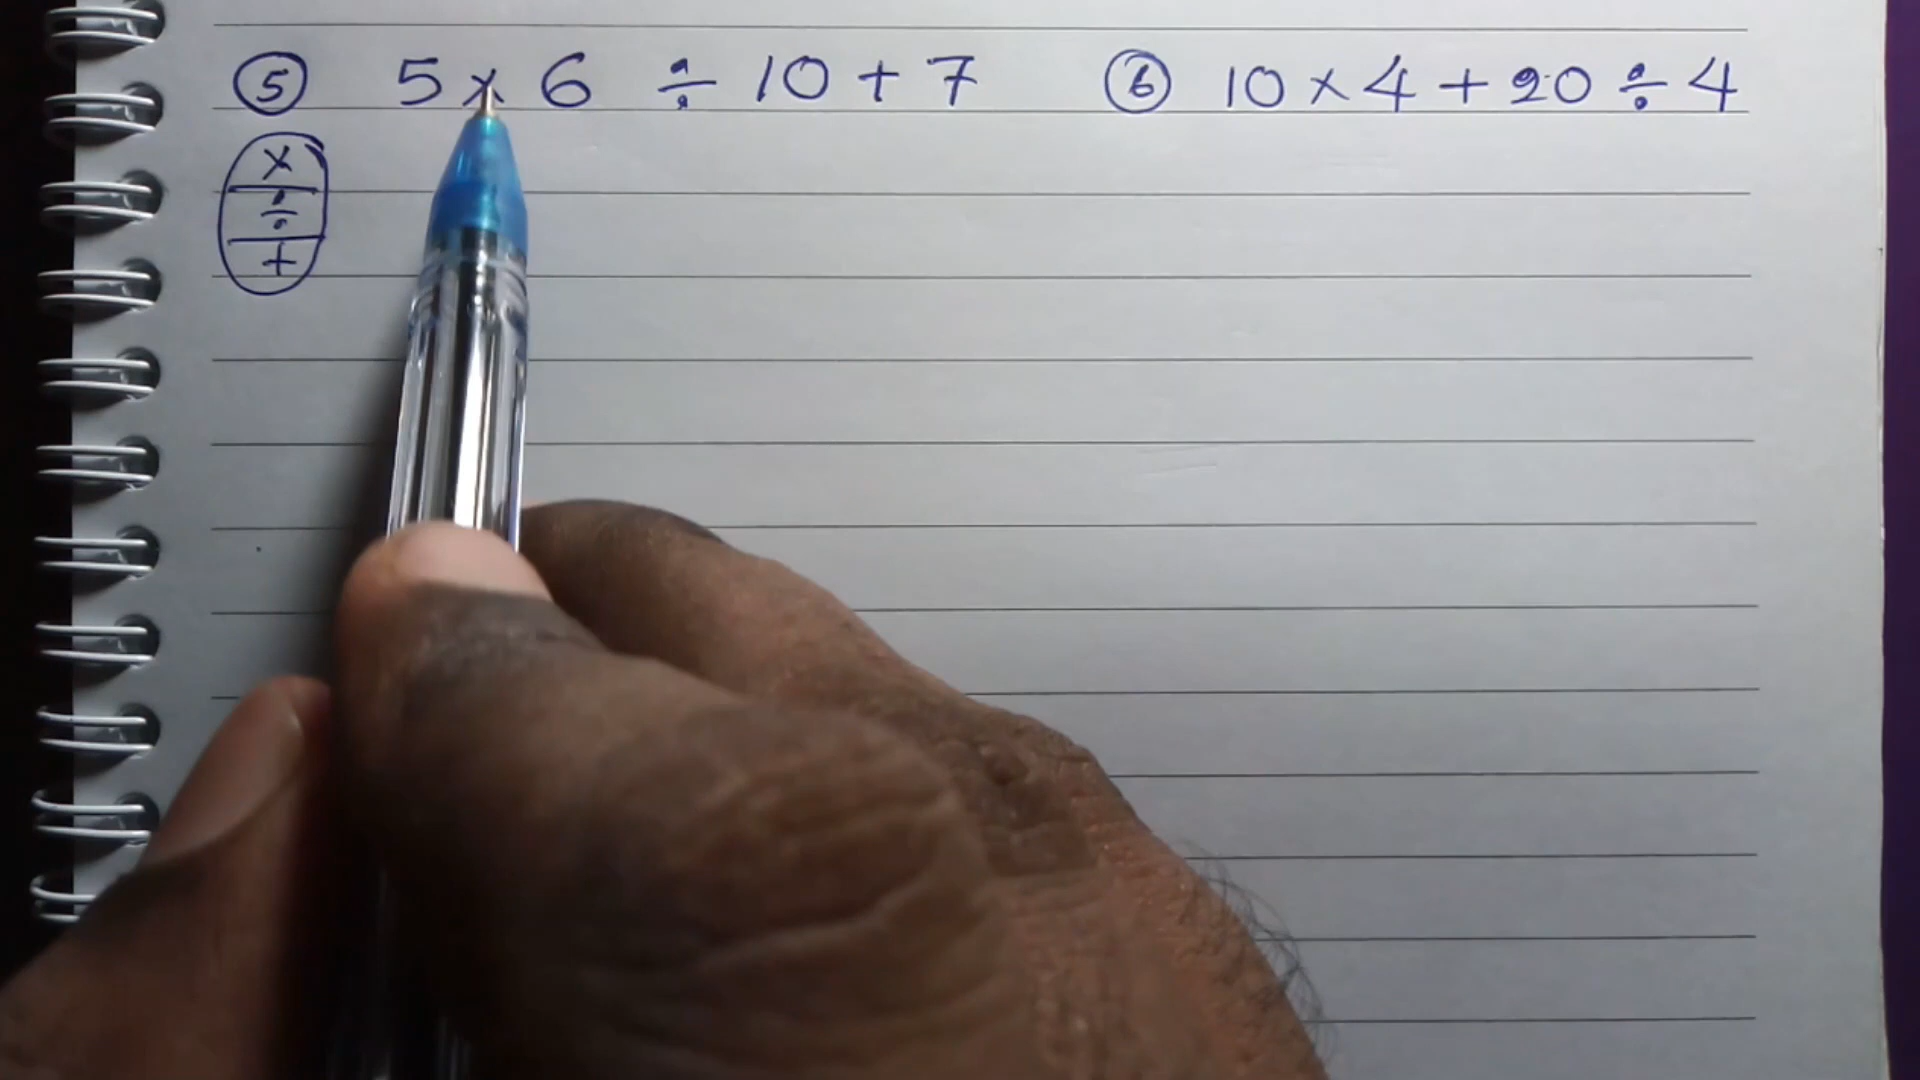 ⑤ 5 × 6 ÷ 10 + 7
⑥ 10 × 4 + 20 ÷ 4
×
÷
+